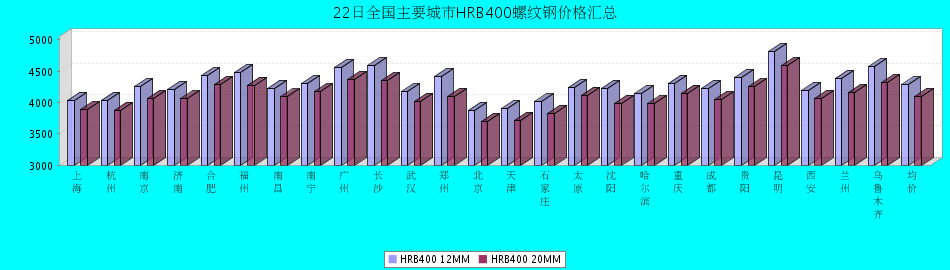 22日全国主要城市HRB400螺纹钢价格汇总
5000
4500
4000
3500
3000
上海
杭州
南京
济南
合肥
福州
南昌
南宁
广州
长沙
武汉
郑州
北京
天津
石家庄
太原
沈阳
哈尔滨
重庆
成都
贵阳
昆明
西安
兰州
乌鲁木齐
均价
HRB400 12MM
HRB400 20MM